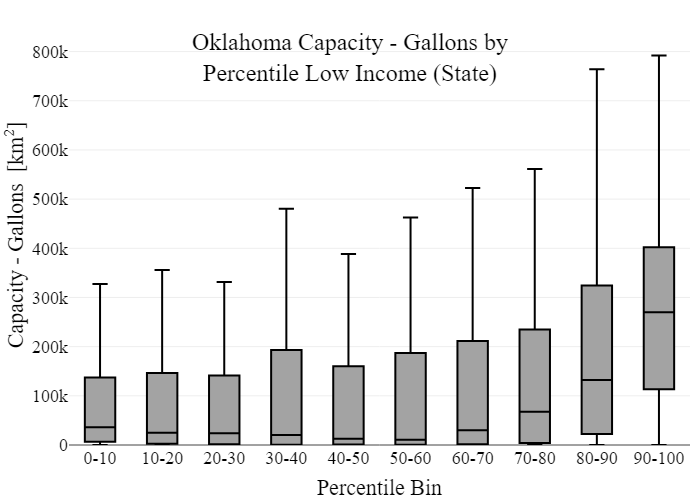 Oklahoma Capacity - Gallons by
Percentile Low Income (State)
Capacity - Gallons [km²]
800k
700k
600k
500k
400k
300k
200k
100k
0
0-10 10-20 20-30 30-40 40-50 50-60 60-70 70-80 80-90 90-100
Percentile Bin